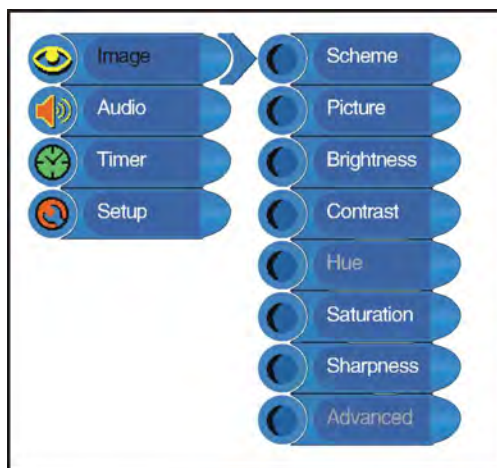 Image
Audio
Timer
Setup
Scheme
Picture
Brightness
Contrast
Hue
Saturation
Sharpness
Advanced